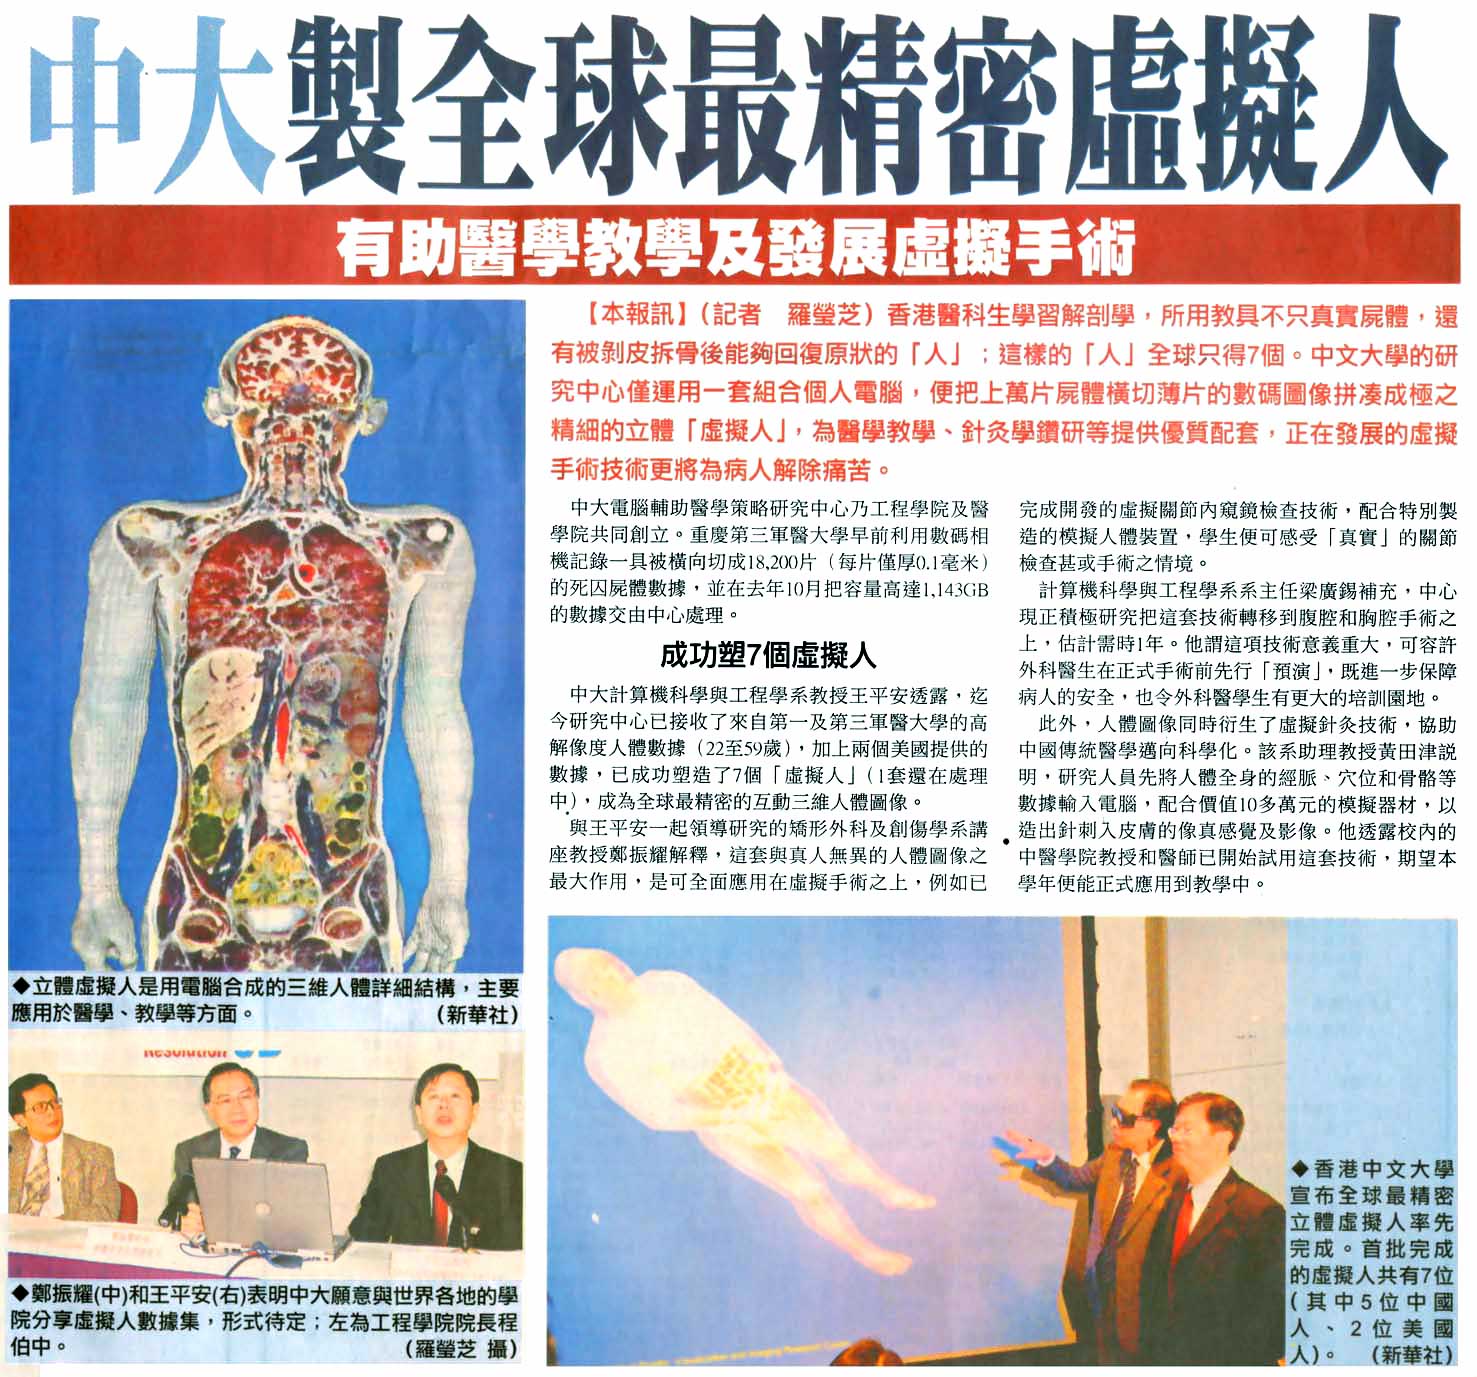 中大製全球最精密虛擬人
有助醫學教學及發展虛擬手術
【本報訊】（記者　羅瑩芝）香港醫科生學習解剖學，所用教具不只真實屍體，還
有被剝皮拆骨後能夠回復原狀的「人」；這樣的「人」全球只得7個。中文大學的研
究中心僅運用一套組合個人電腦，便把上萬片屍體橫切薄片的數碼圖像拼湊成極之
精細的立體「虛擬人」，為醫學教學、針灸學鑽研等提供優質配套，正在發展的虛擬
手術技術更將為病人解除痛苦。
中大電腦輔助醫學策略研究中心乃工程學院及醫
學院共同創立。重慶第三軍醫大學早前利用數碼相
機記錄一具被橫向切成18,200片（每片僅厚0.1毫米）
的死囚屍體數據，並在去年10月把容量高達1,143GB
的數據交由中心處理。
成功塑7個虛擬人
中大計算機科學與工程學系教授王平安透露，迄
今研究中心已接收了來自第一及第三軍醫大學的高
解像度人體數據（22至59歲），加上兩個美國提供的
數據，已成功塑造了7個「虛擬人」（1套還在處理
中），成為全球最精密的互動三維人體圖像。
與王平安一起領導研究的矯形外科及創傷學系講
座教授鄭振耀解釋，這套與真人無異的人體圖像之
最大作用，是可全面應用在虛擬手術之上，例如已
完成開發的虛擬關節內窺鏡檢查技術，配合特別製
造的模擬人體裝置，學生便可感受「真實」的關節
檢查甚或手術之情境。
計算機科學與工程學系系主任梁廣錫補充，中心
現正積極研究把這套技術轉移到腹腔和胸腔手術之
上，估計需時1年。他謂這項技術意義重大，可容許
外科醫生在正式手術前先行「預演」，既進一步保障
病人的安全，也令外科醫學生有更大的培訓園地。
此外，人體圖像同時衍生了虛擬針灸技術，協助
中國傳統醫學邁向科學化。該系助理教授黃田津說
明，研究人員先將人體全身的經脈、穴位和骨骼等
數據輸入電腦，配合價值10多萬元的模擬器材，以
造出針刺入皮膚的像真感覺及影像。他透露校內的
中醫學院教授和醫師已開始試用這套技術，期望本
學年便能正式應用到教學中。
◆立體虛擬人是用電腦合成的三維人體詳細結構，主要
應用於醫學、教學等方面。（新華社）
Resolution
◆鄭振耀(中)和王平安(右)表明中大願意與世界各地的學
院分享虛擬人數據集，形式待定；左為工程學院院長程
伯中。（羅瑩芝 攝）
◆香港中文大學
宣布全球最精密
立體虛擬人率先
完成。首批完成
的虛擬人共有7位
（其中5位中國
人、2位美國
人）。（新華社）